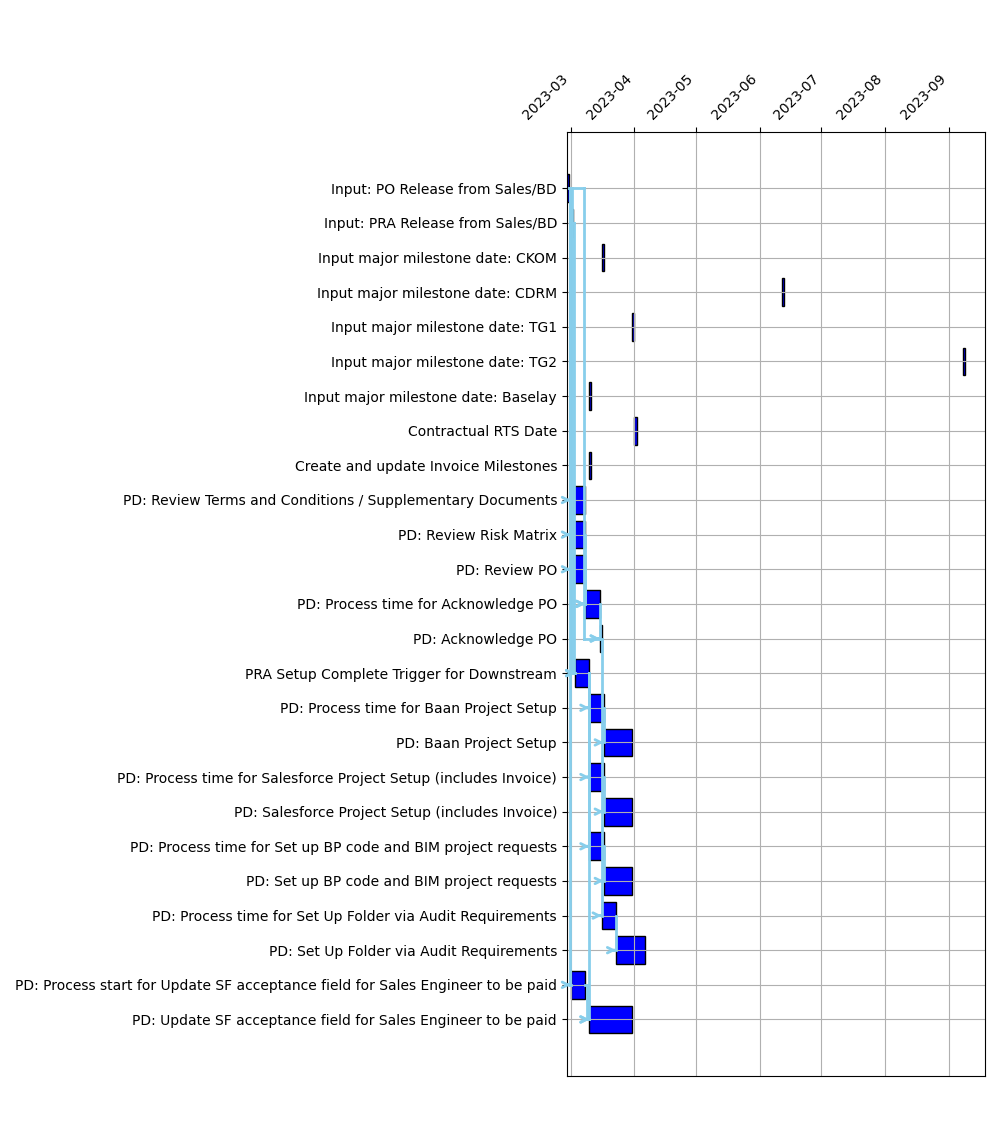 2023-03
2023-04
2023-05
2023-06
2023-07
2023-08
2023-09
Input: PO Release from Sales/BD
Input: PRA Release from Sales/BD
Input major milestone date: CKOM
Input major milestone date: CDRM
Input major milestone date: TG1
Input major milestone date: TG2
Input major milestone date: Baselay
Contractual RTS Date
Create and update Invoice Milestones
PD: Review Terms and Conditions / Supplementary Documents
PD: Review Risk Matrix
PD: Review PO
PD: Process time for Acknowledge PO
PD: Acknowledge PO
PRA Setup Complete Trigger for Downstream
PD: Process time for Baan Project Setup
PD: Baan Project Setup
PD: Process time for Salesforce Project Setup (includes Invoice)
PD: Salesforce Project Setup (includes Invoice)
PD: Process time for Set up BP code and BIM project requests
PD: Set up BP code and BIM project requests
PD: Process time for Set Up Folder via Audit Requirements
PD: Set Up Folder via Audit Requirements
PD: Process start for Update SF acceptance field for Sales Engineer to be paid
PD: Update SF acceptance field for Sales Engineer to be paid